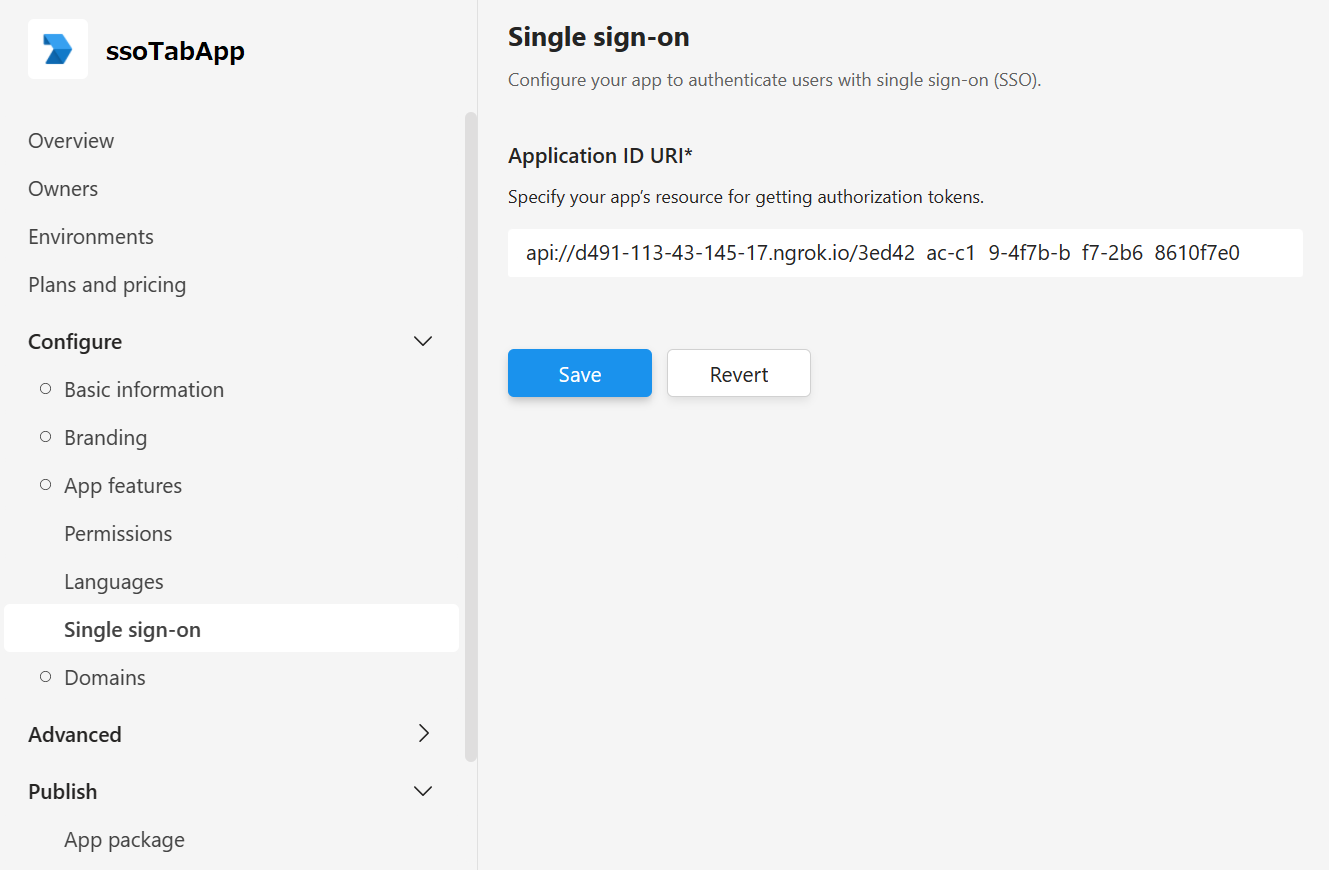 ssoTabApp
Overview
Owners
Environments
Plans and pricing
Configure
Basic information
Branding
App features
Permissions
Languages
Single sign-on
Domains
Advanced
Publish
App package
Single sign-on
Configure your app to authenticate users with single sign-on (SSO).
Application ID URI*
Specify your app’s resource for getting authorization tokens.
api://d491-113-43-145-17.ngrok.io/3ed42 ac-c1 9-4f7b-b f7-2b6 8610f7e0
Save
Revert